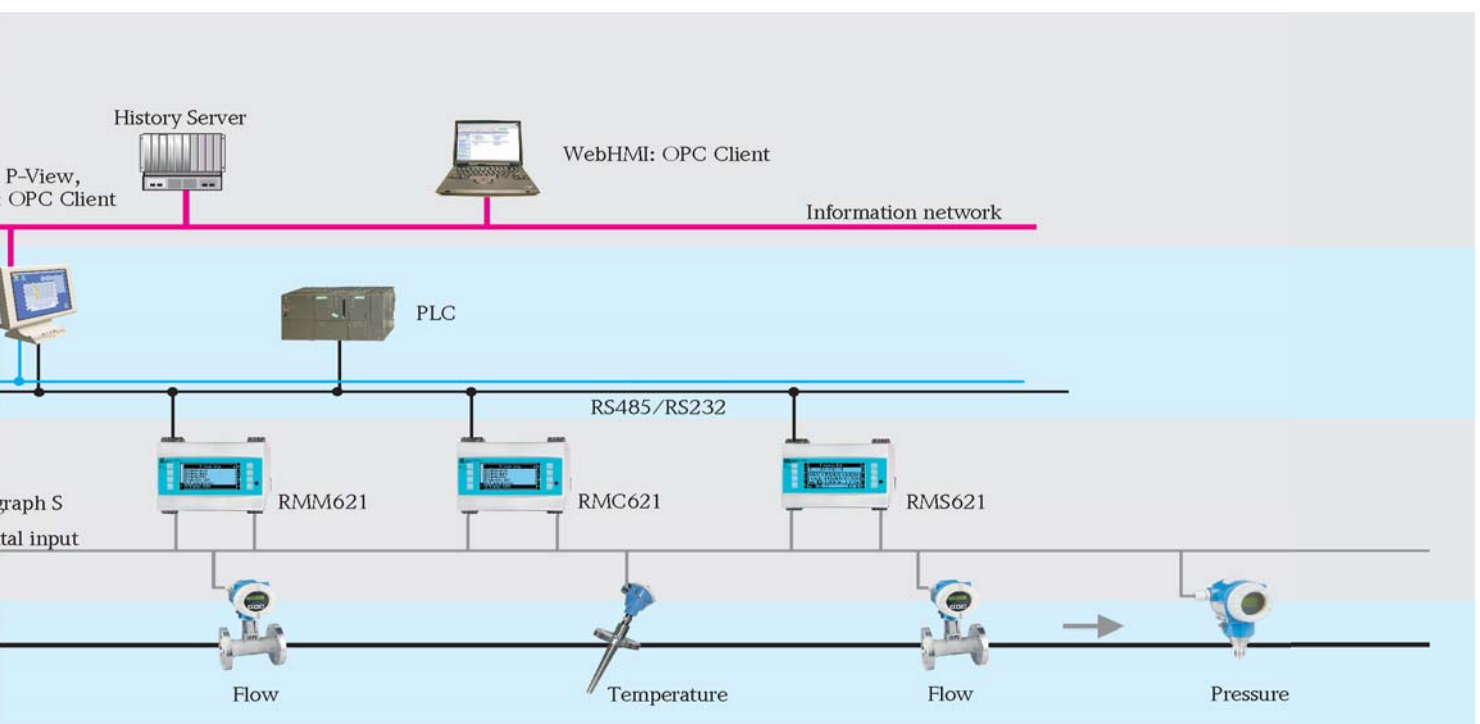 History Server
WebHMI: OPC Client
P-View,
: OPC Client
Information network
PLC
RS485/RS232
graph S
RMM621
RMC621
RMS621
tal input
Flow
Temperature
Flow
Pressure